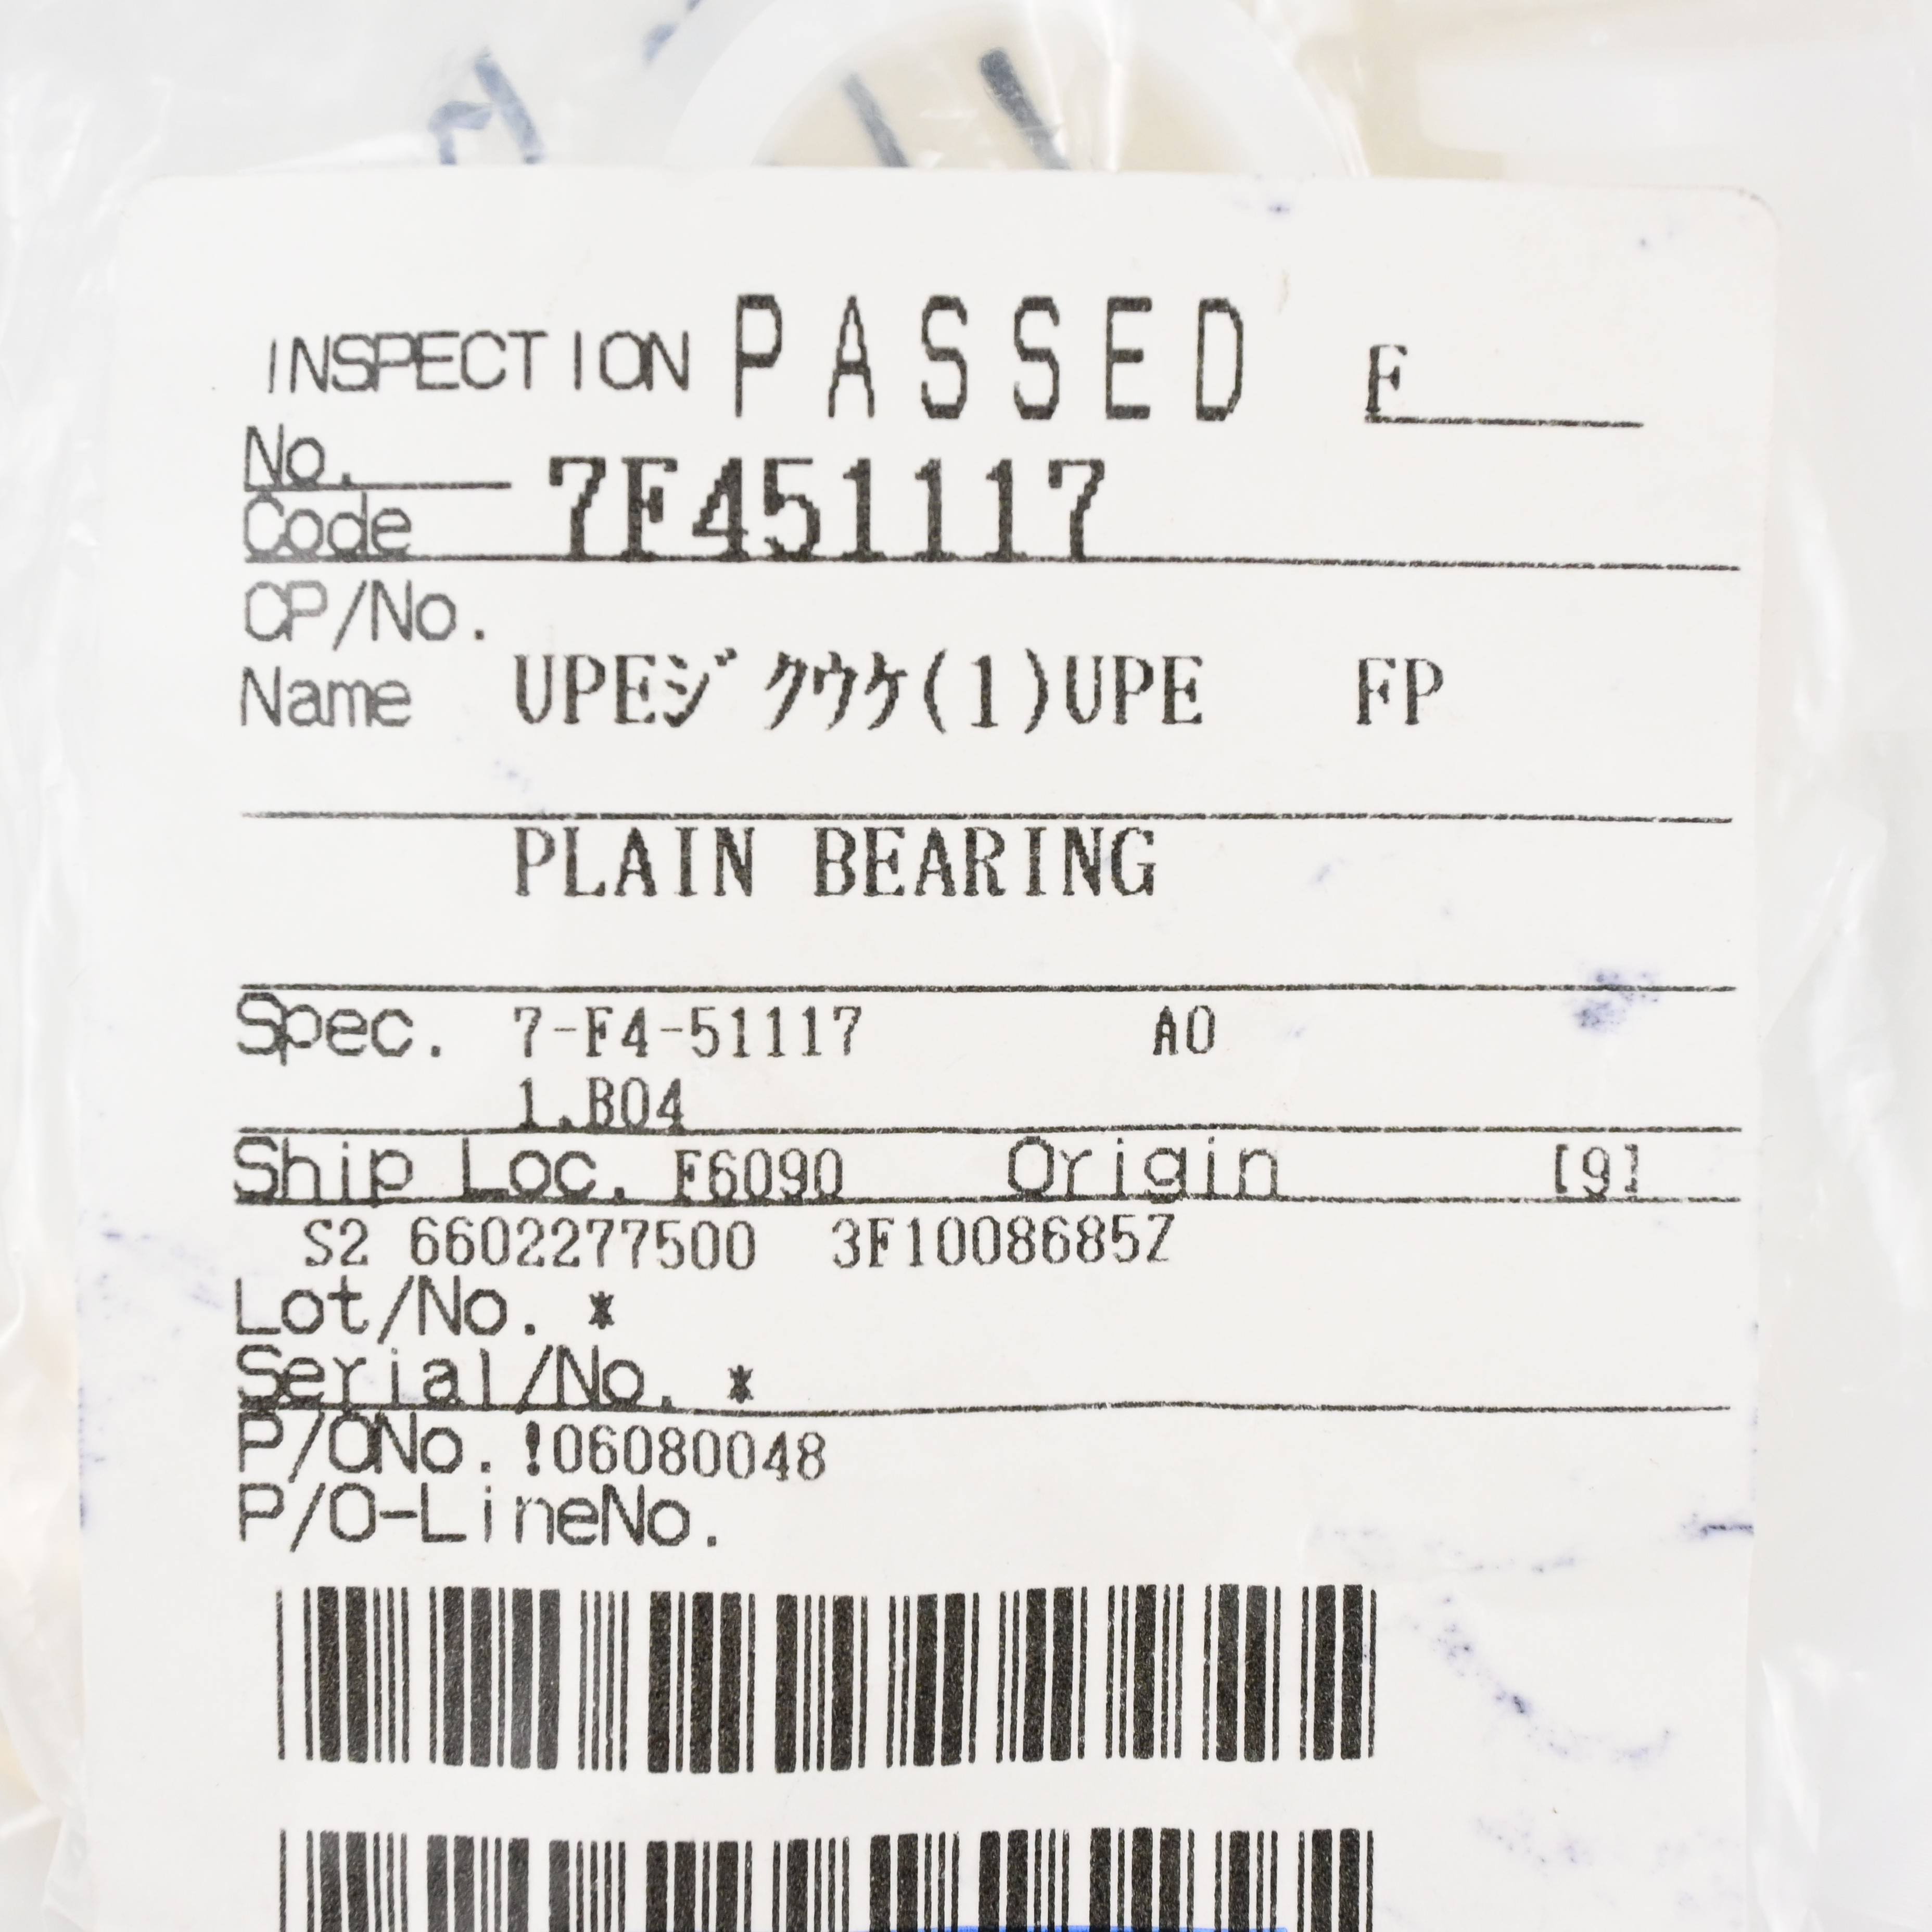 INSPECTION PASSED F
No.
Code 7F451117
CP/No.
Name UPEジクウケ(1)UPE FP
PLAIN BEARING
Spec. 7-F4-51117 A0
1.B04
Ship Loc. F6090 Origin [9]
S2 6602277500 3F1008685Z
Lot/No. *
Serial/No. *
P/ONo. !06080048
P/O-LineNo.